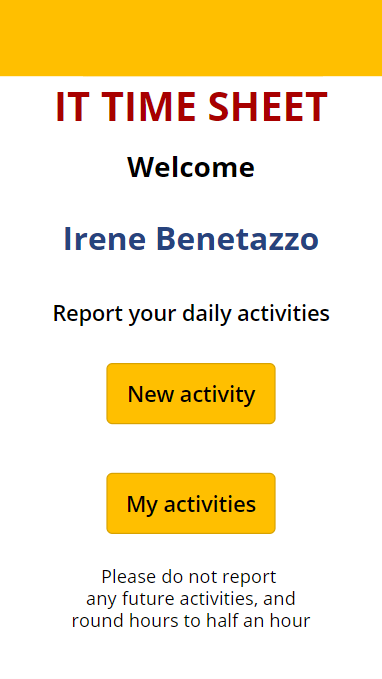 IT TIME SHEET
Welcome
Irene Benetazzo
Report your daily activities
New activity
My activities
Please do not report
any future activities, and
round hours to half an hour